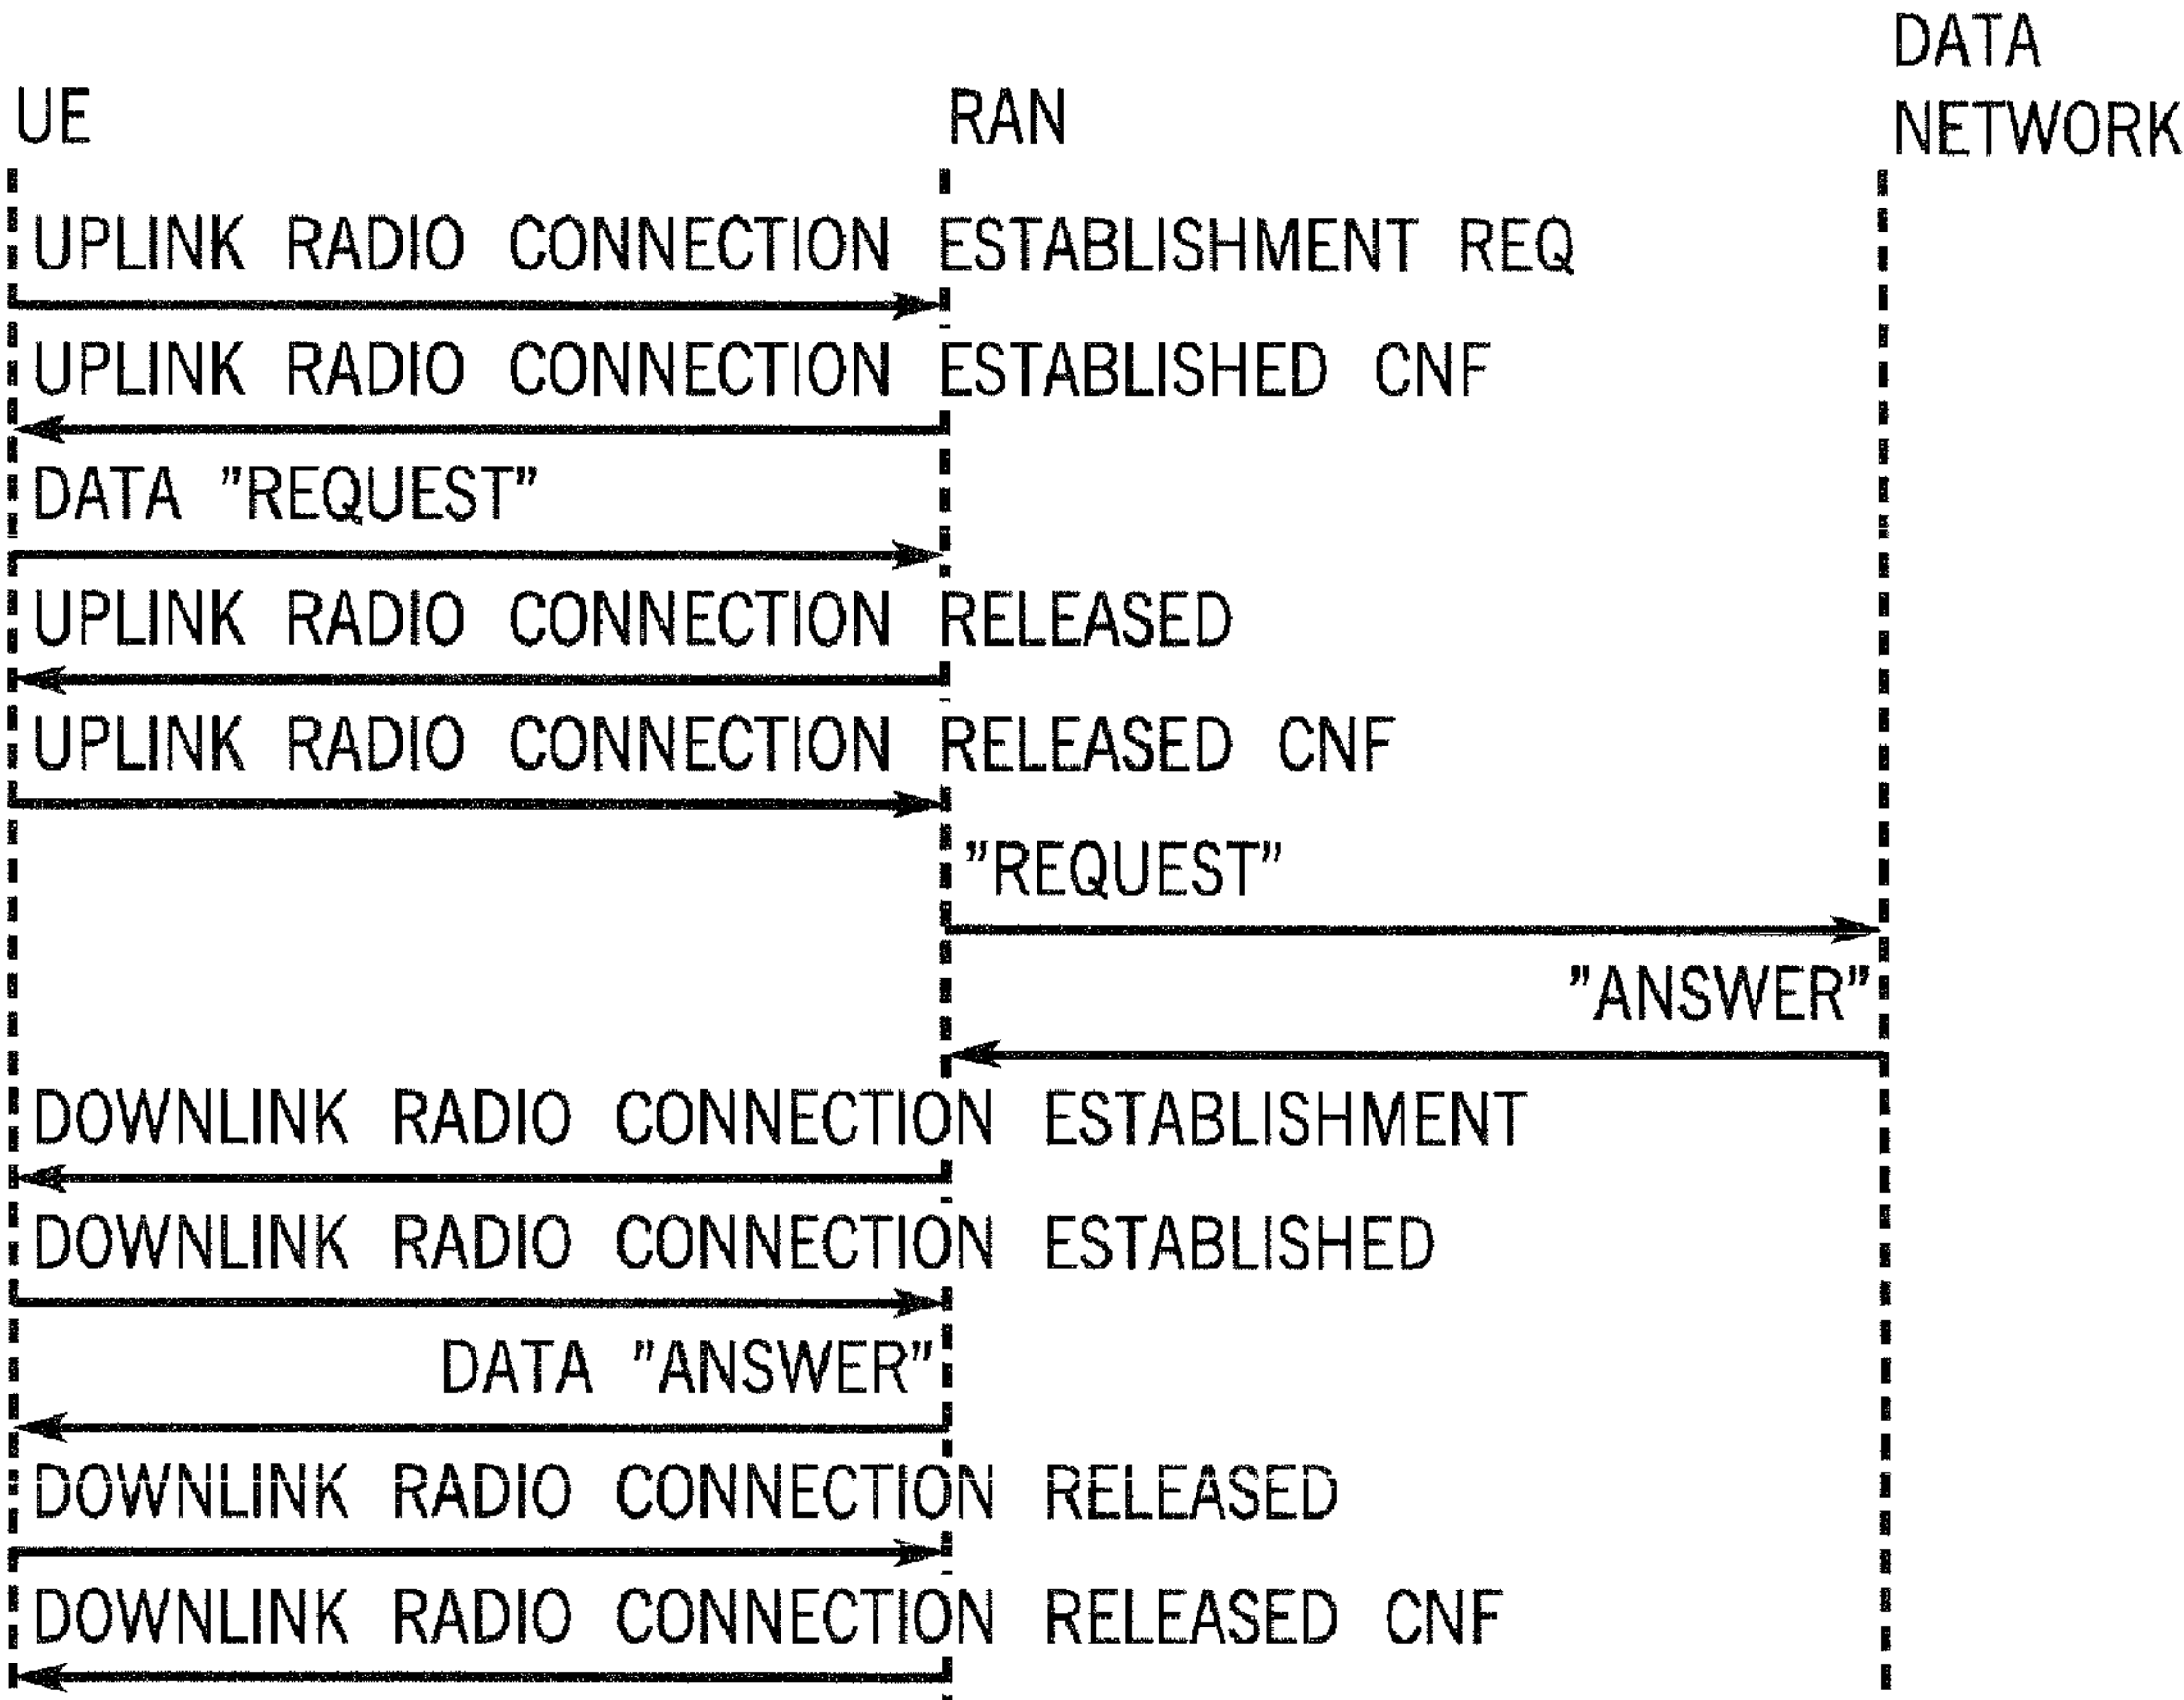 DATA
NETWORK
UE
RAN
UPLINK RADIO CONNECTION ESTABLISHMENT REQ
UPLINK RADIO CONNECTION ESTABLISHED CNF
DATA "REQUEST"
UPLINK RADIO CONNECTION RELEASED
UPLINK RADIO CONNECTION RELEASED CNF
"REQUEST"
"ANSWER"
DOWNLINK RADIO CONNECTION ESTABLISHMENT
DOWNLINK RADIO CONNECTION ESTABLISHED
DATA "ANSWER"
DOWNLINK RADIO CONNECTION RELEASED
DOWNLINK RADIO CONNECTION RELEASED CNF